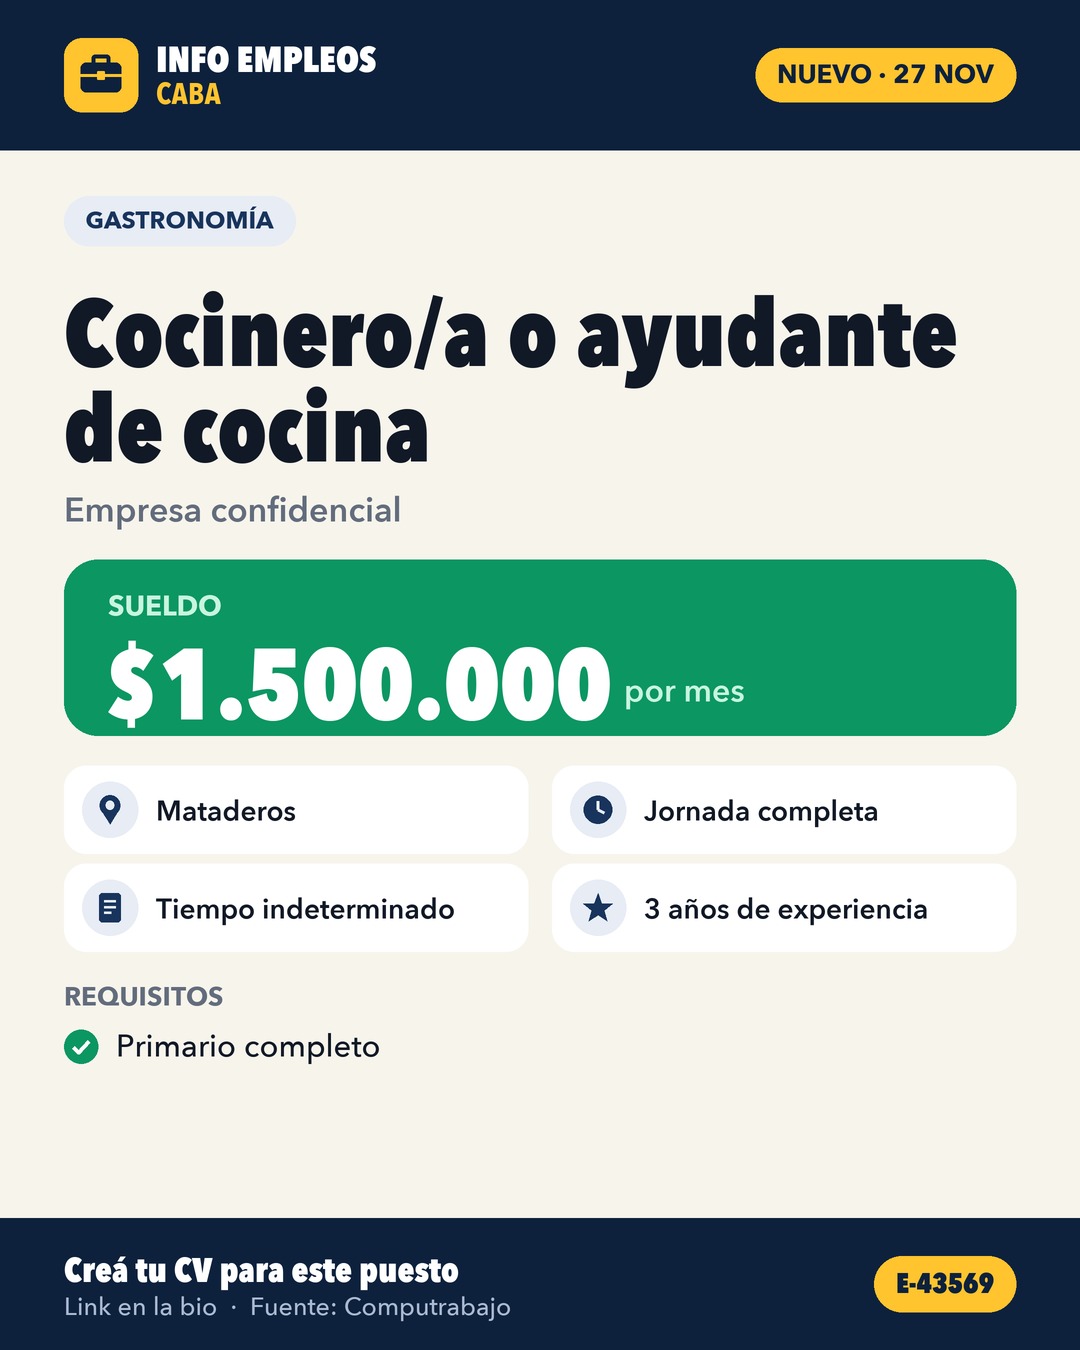 INFO EMPLEOS
CABA
NUEVO · 27 NOV
GASTRONOMÍA
Cocinero/a o ayudante
de cocina
Empresa confidencial
SUELDO
$1.500.000 por mes
Mataderos
Jornada completa
Tiempo indeterminado
3 años de experiencia
REQUISITOS
Primario completo
Creá tu CV para este puesto
Link en la bio · Fuente: Computrabajo
E-43569